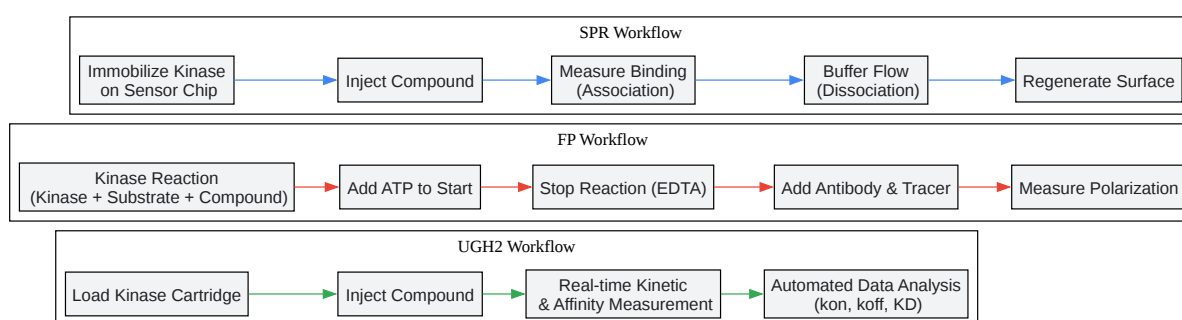 SPR Workflow
Immobilize Kinase
on Sensor Chip
Inject Compound
Measure Binding
(Association)
Buffer Flow
(Dissociation)
Regenerate Surface
FP Workflow
Kinase Reaction
(Kinase + Substrate + Compound)
Add ATP to Start
Stop Reaction (EDTA)
Add Antibody & Tracer
Measure Polarization
UGH2 Workflow
Load Kinase Cartridge
Inject Compound
Real-time Kinetic
& Affinity Measurement
Automated Data Analysis
(kon, koff, KD)